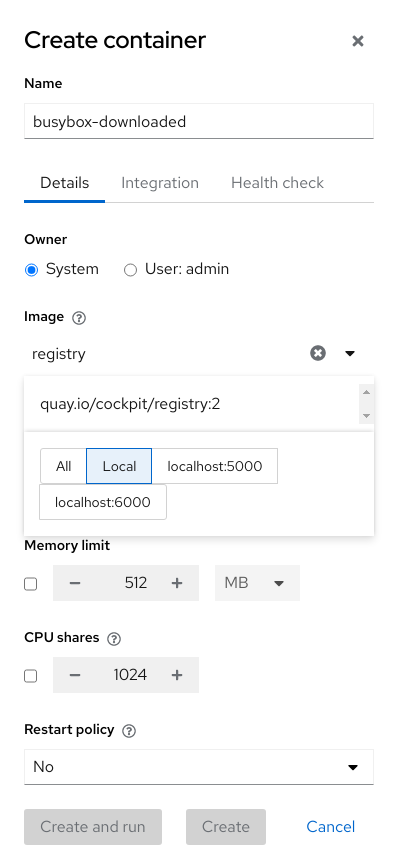 Create container
Name
busybox-downloaded
Details Integration Health check
Owner
System User: admin
Image
registry
quay.io/cockpit/registry:2
All Local localhost:5000
localhost:6000
Memory limit
512 MB
CPU shares
1024
Restart policy
No
Create and run Create Cancel